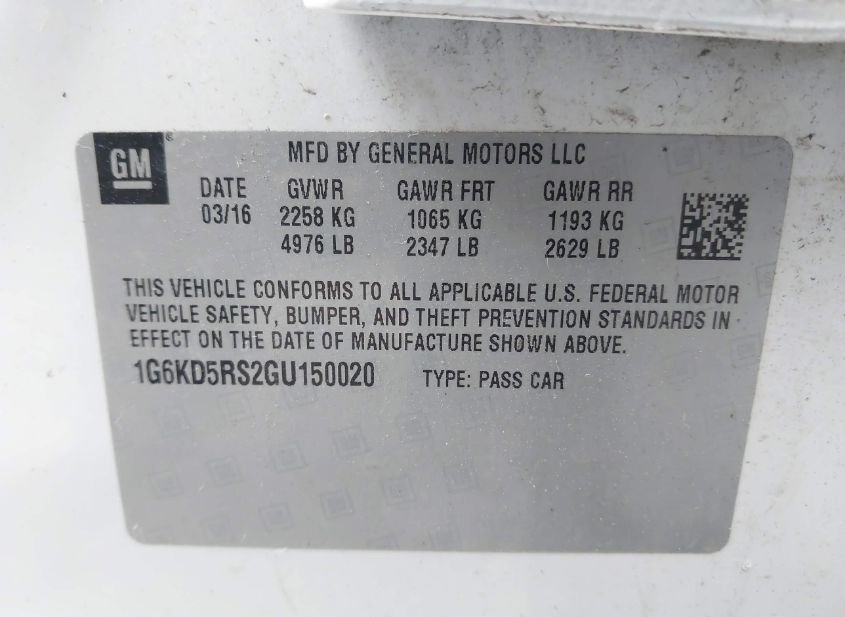 GM
MFD BY GENERAL MOTORS LLC
DATE GVWR GAWR FRT GAWR RR
03/16 2258 KG 1065 KG 1193 KG
4976 LB 2347 LB 2629 LB
THIS VEHICLE CONFORMS TO ALL APPLICABLE U.S. FEDERAL MOTOR
VEHICLE SAFETY, BUMPER, AND THEFT PREVENTION STANDARDS IN
EFFECT ON THE DATE OF MANUFACTURE SHOWN ABOVE.
1G6KD5RS2GU150020 TYPE: PASS CAR